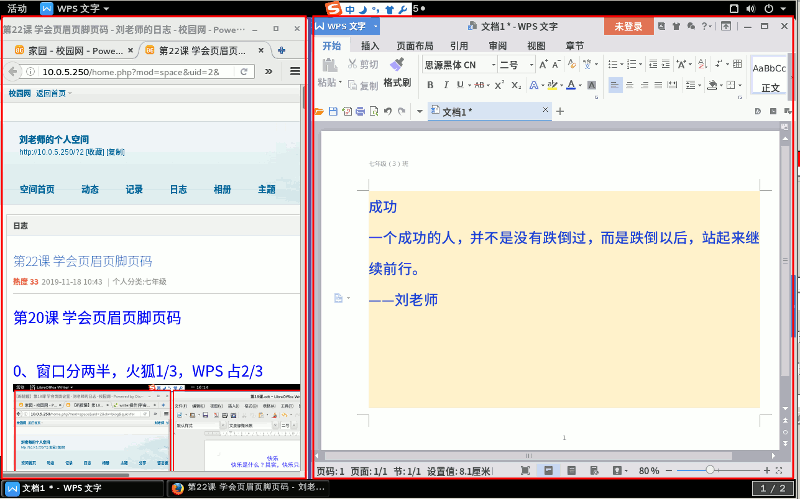 活动 WPS 文字 中 5
第22课 学会页眉页脚页码 - 刘老师的日志 - 校园网 - Powe...
家园 - 校园网 - Powe... 第22课 学会页眉页...
10.0.5.250/home.php?mod=space&uid=2&
校园网 返回首页
刘老师的个人空间
http://10.0.5.250/?2 [收藏] [复制]
空间首页 动态 记录 日志 相册 主题
日志
第22课 学会页眉页脚页码
热度 33 2019-11-18 10:43 | 个人分类:七年级
第20课 学会页眉页脚页码
0、窗口分两半，火狐1/3，WPS 占2/3
WPS 文字 文档1 * - WPS 文字 未登录
开始 插入 页面布局 引用 审阅 视图 章节
粘贴 剪切 复制 格式刷 思源黑体 CN 二号 AaBbCc 正文
文档1 *
七年级（3）班
成功
一个成功的人，并不是没有跌倒过，而是跌倒以后，站起来继
续前行。
——刘老师
1
页码: 1 页面: 1/1 节: 1/1 设置值: 8.1厘米 80 %
文档1 * - WPS 文字 第22课 学会页眉页脚页码 - 刘老... 1 / 2